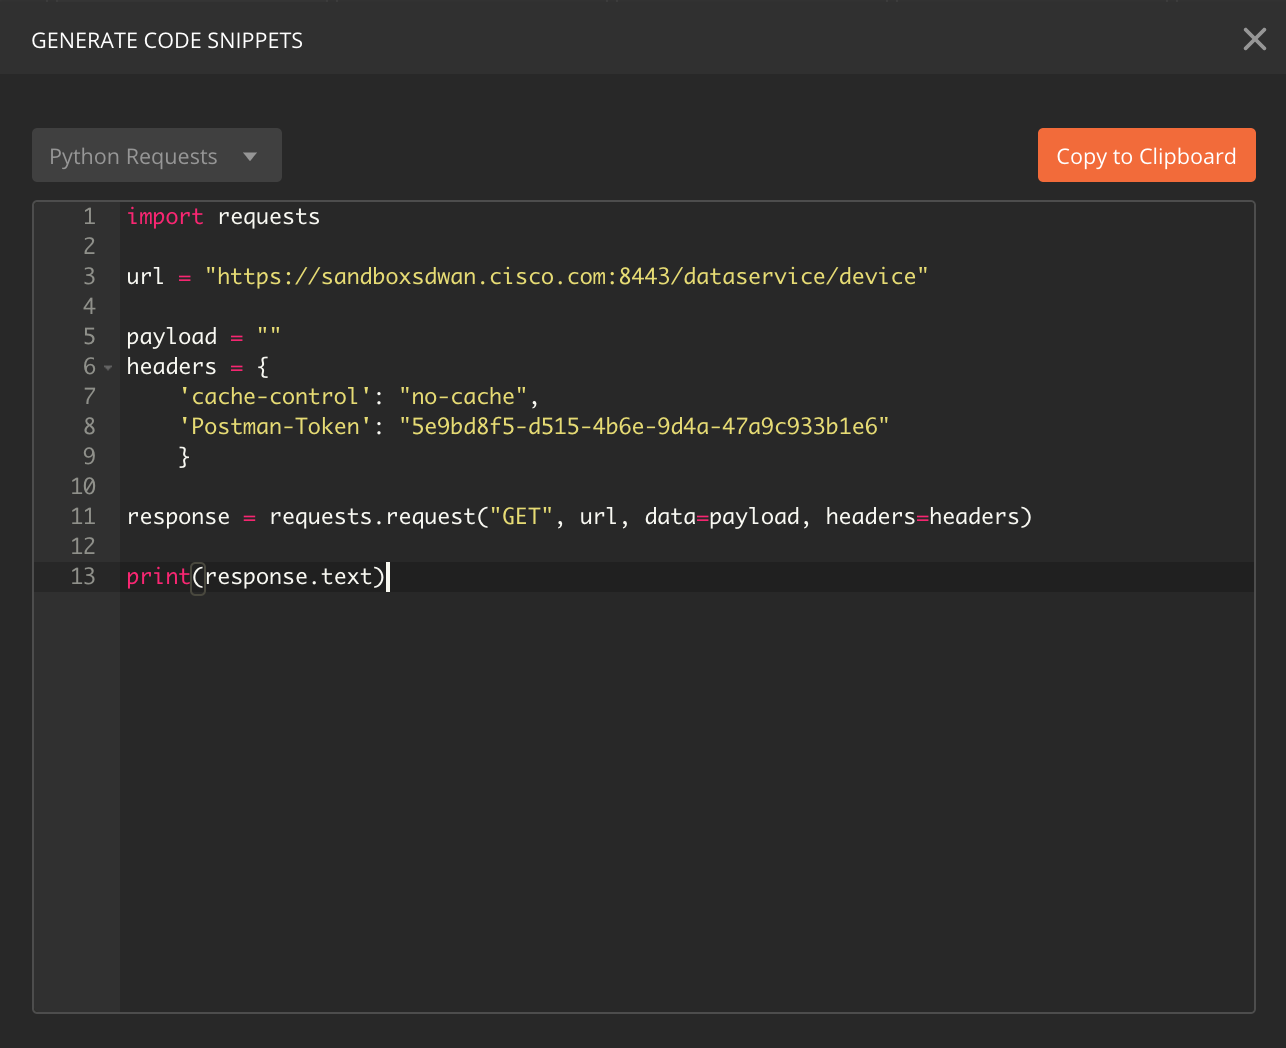 GENERATE CODE SNIPPETS
Python Requests
Copy to Clipboard
1 import requests
2
3 url = "https://sandboxsdwan.cisco.com:8443/dataservice/device"
4
5 payload = ""
6 headers = {
7     'cache-control': "no-cache",
8     'Postman-Token': "5e9bd8f5-d515-4b6e-9d4a-47a9c933b1e6"
9     }
10
11 response = requests.request("GET", url, data=payload, headers=headers)
12
13 print(response.text)